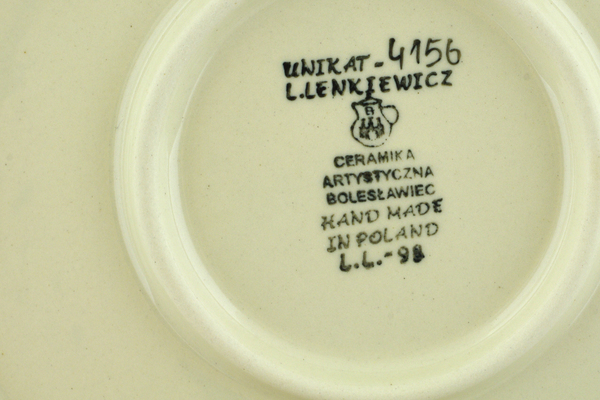 UNIKAT-4156
L.LENKIEWICZ
CERAMIKA
ARTYSTYCZNA
BOLESŁAWIEC
HAND MADE
IN POLAND
L.L.-98